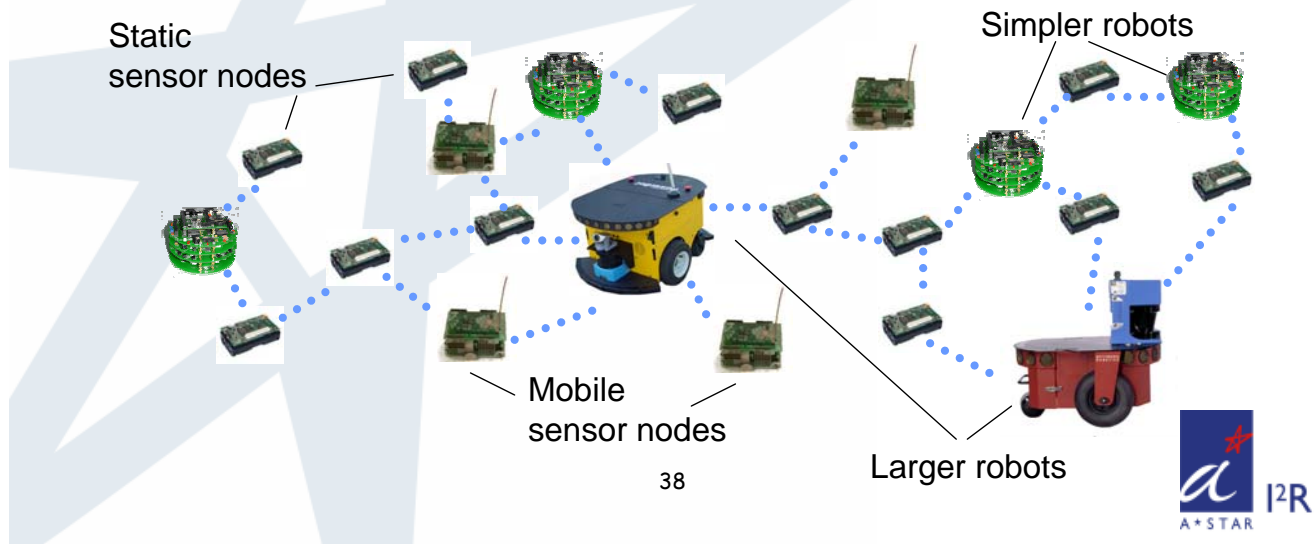 Static
sensor nodes
Simpler robots
Mobile
sensor nodes
Larger robots
38
a
A★STAR
I²R